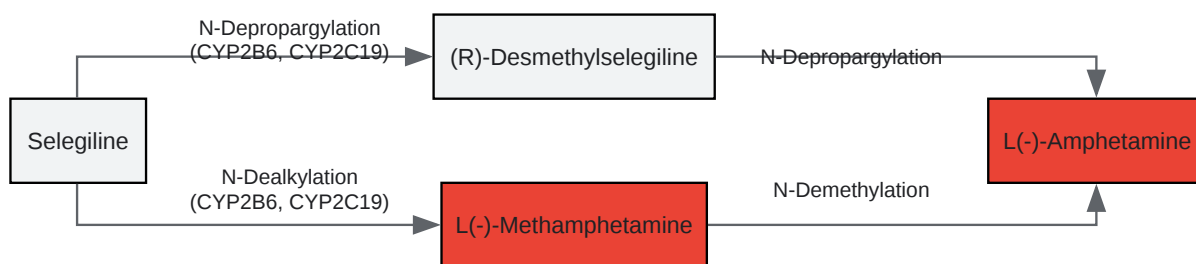 N-Depropargylation
(CYP2B6, CYP2C19)
(R)-Desmethylselegiline
N-Depropargylation
Selegiline
L(-)-Amphetamine
N-Dealkylation
(CYP2B6, CYP2C19)
L(-)-Methamphetamine
N-Demethylation